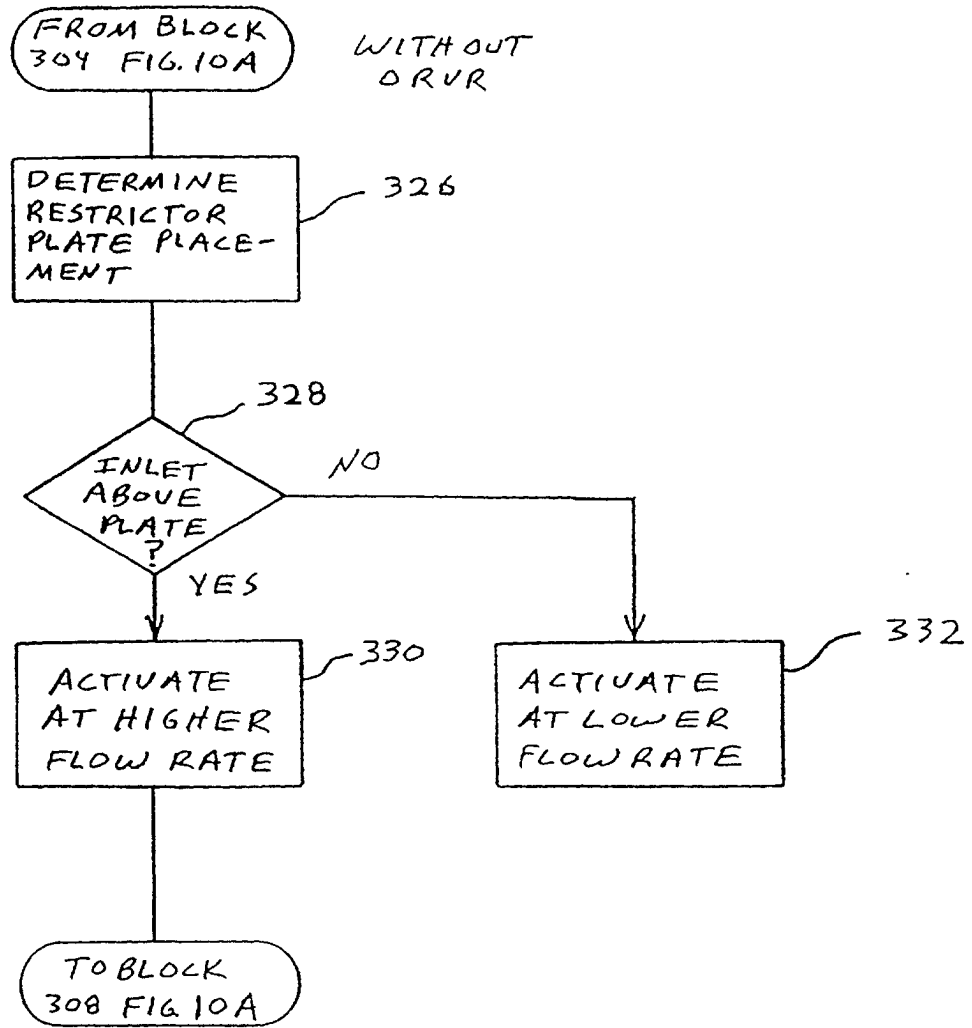 FROM BLOCK
304 FIG. 10A
WITHOUT
ORVR
DETERMINE
RESTRICTOR
PLATE PLACE-
MENT
326
328
INLET
ABOVE
PLATE
?
NO
YES
330
ACTIVATE
AT HIGHER
FLOW RATE
332
ACTIVATE
AT LOWER
FLOW RATE
TO BLOCK
308 FIG. 10A